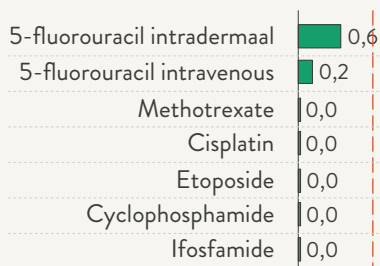 5-fluorouracil intradermaal 0,6
5-fluorouracil intravenous 0,2
Methotrexate 0,0
Cisplatin 0,0
Etoposide 0,0
Cyclophosphamide 0,0
Ifosfamide 0,0